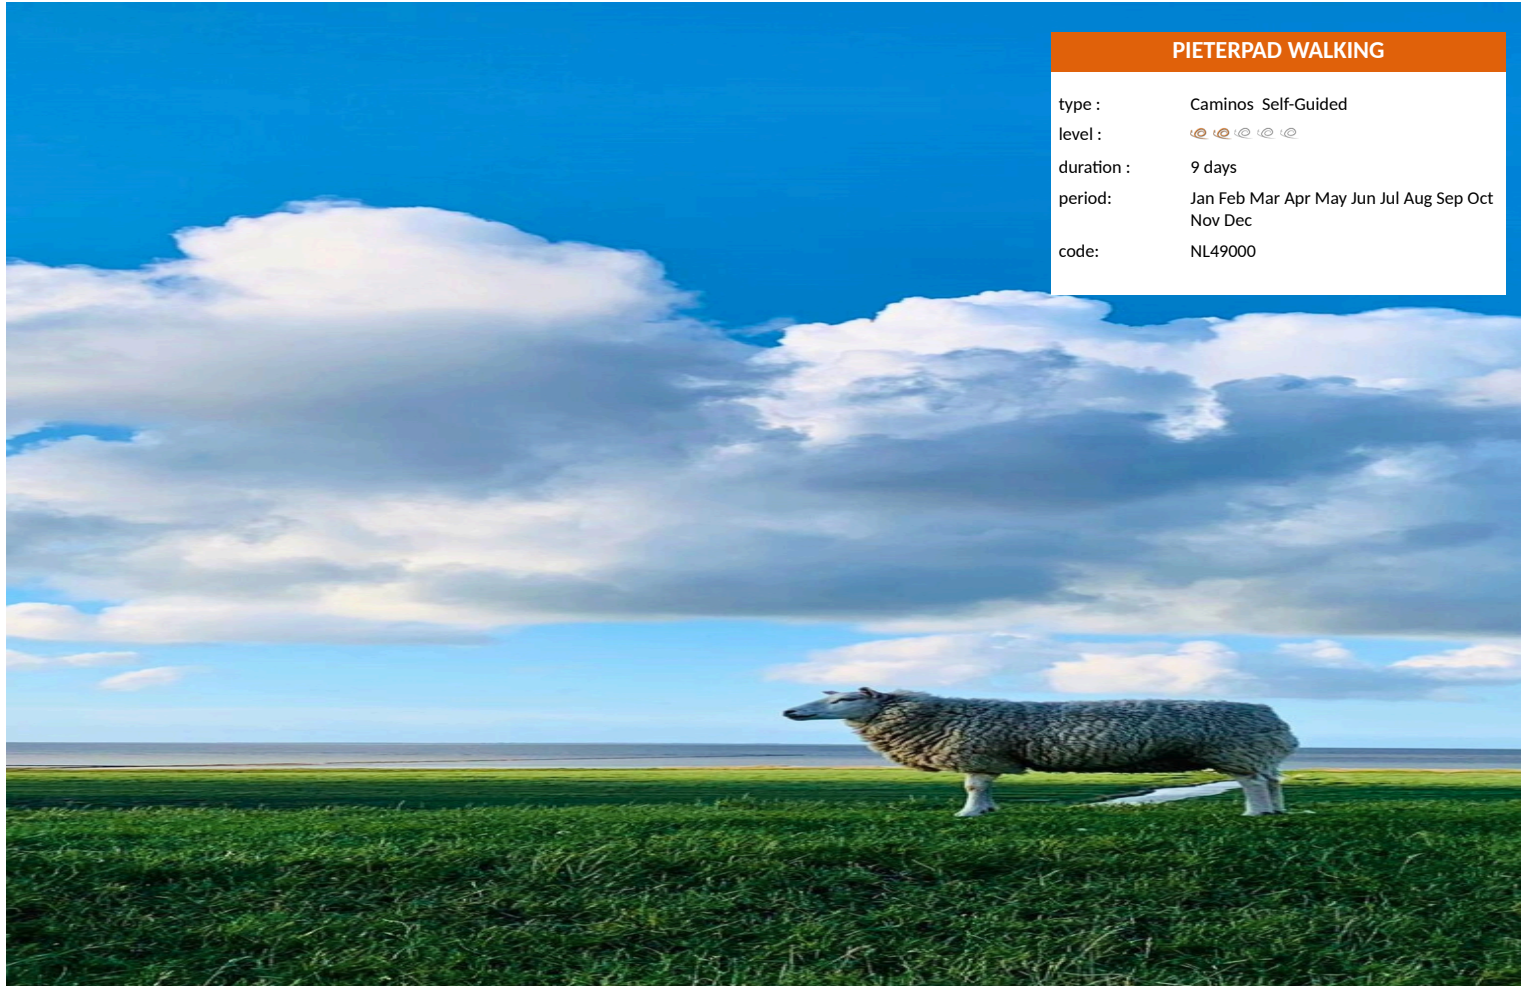 PIETERPAD WALKING
type : Caminos  Self-Guided
level :
duration : 9 days
period: Jan Feb Mar Apr May Jun Jul Aug Sep Oct
Nov Dec
code: NL49000